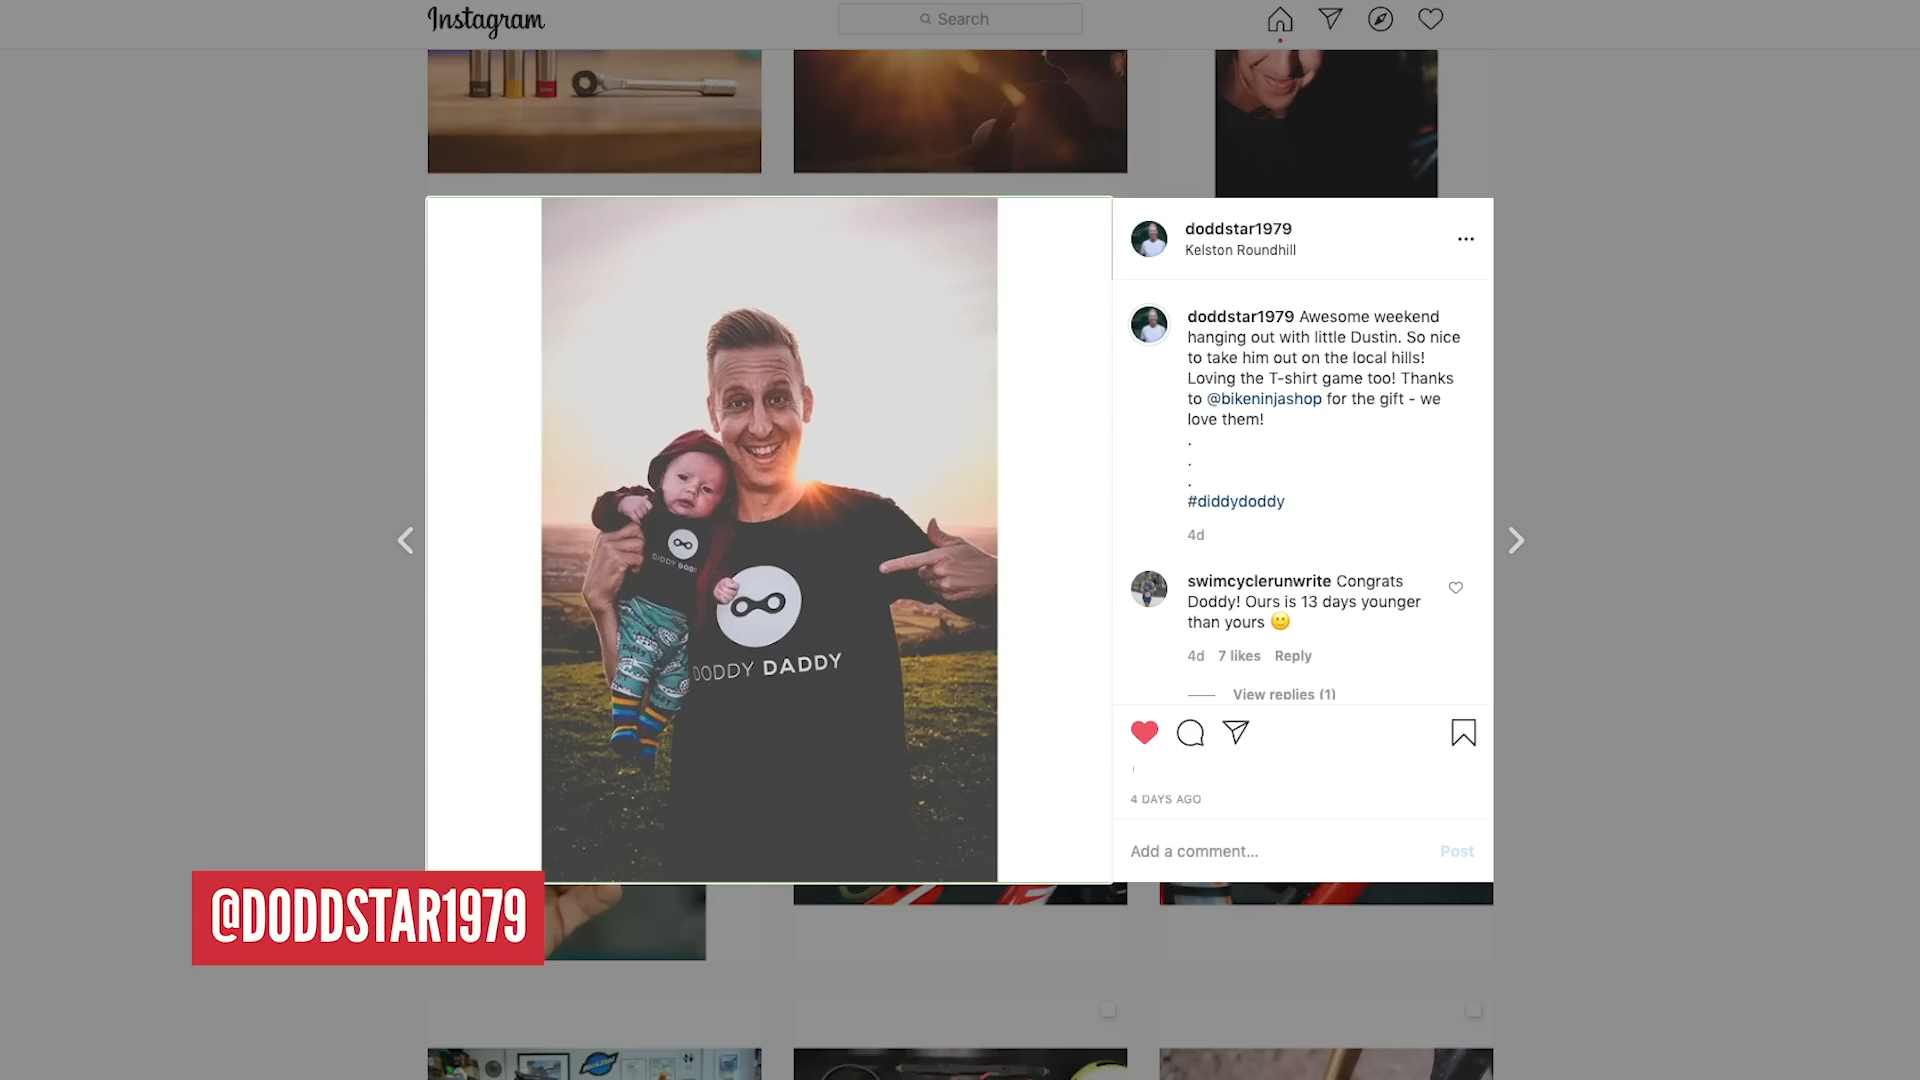 Instagram
Search
doddstar1979
Kelston Roundhill
doddstar1979 Awesome weekend
hanging out with little Dustin. So nice
to take him out on the local hills!
Loving the T-shirt game too! Thanks
to @bikeninjashop for the gift - we
love them!
.
.
.
#diddydoddy
4d
swimcyclerunwrite Congrats
Doddy! Ours is 13 days younger
than yours 🙂
4d 7 likes Reply
View replies (1)
4 DAYS AGO
Add a comment... Post
DIDDY DODD
DODDY DADDY
@DODDSTAR1979